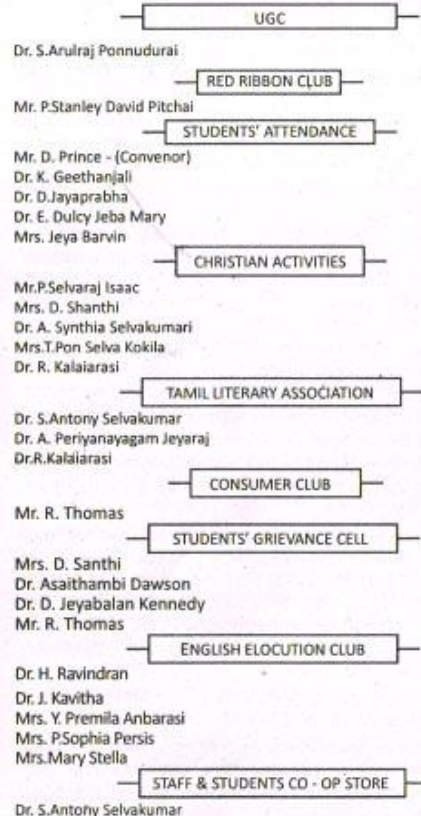 UGC
Dr. S.Arulraj Ponnudurai
RED RIBBON CLUB
Mr. P.Stanley David Pitchai
STUDENTS' ATTENDANCE
Mr. D. Prince - (Convenor)
Dr. K. Geethanjali
Dr. D.Jayaprabha
Dr. E. Dulcy Jeba Mary
Mrs. Jeya Barvin
CHRISTIAN ACTIVITIES
Mr.P.Selvaraj Isaac
Mrs. D. Shanthi
Dr. A. Synthia Selvakumari
Mrs.T.Pon Selva Kokila
Dr. R. Kalaiarasi
TAMIL LITERARY ASSOCIATION
Dr. S.Antony Selvakumar
Dr. A. Periyanayagam Jeyaraj
Dr.R.Kalaiarasi
CONSUMER CLUB
Mr. R. Thomas
STUDENTS' GRIEVANCE CELL
Mrs. D. Santhi
Dr. Asaithambi Dawson
Dr. D. Jeyabalan Kennedy
Mr. R. Thomas
ENGLISH ELOCUTION CLUB
Dr. H. Ravindran
Dr. J. Kavitha
Mrs. Y. Premila Anbarasi
Mrs. P.Sophia Persis
Mrs.Mary Stella
STAFF & STUDENTS CO - OP STORE
Dr. S.Antony Selvakumar